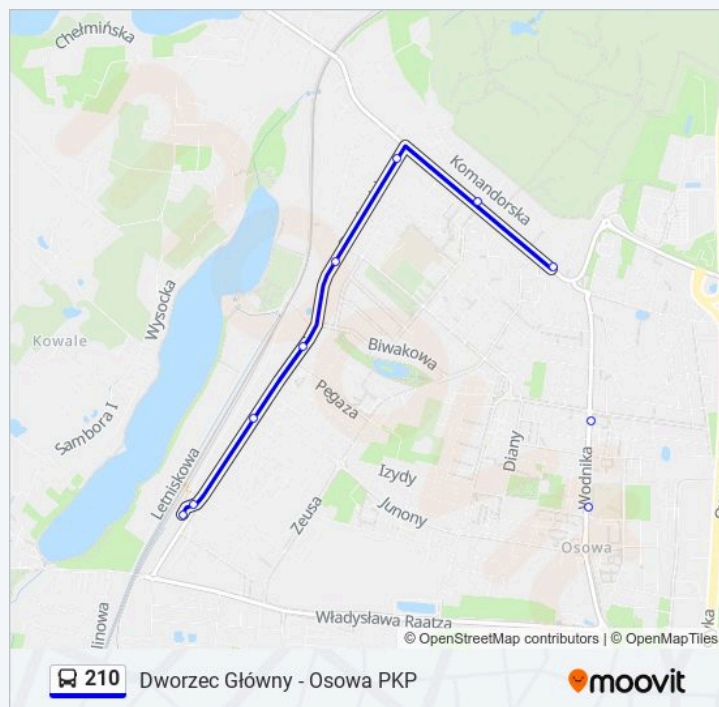 Chełmińska
Komandorska
Wysocka
Kowale
Biwakowa
Pegaza
Sambora I
Diany
Letniskowa
Izydy
Wodnika
Zeusa
Junony
Osowa
linowa
Władysława Raatza
© OpenStreetMap contributors | © OpenMapTiles
210 Dworzec Główny - Osowa PKP
moovit